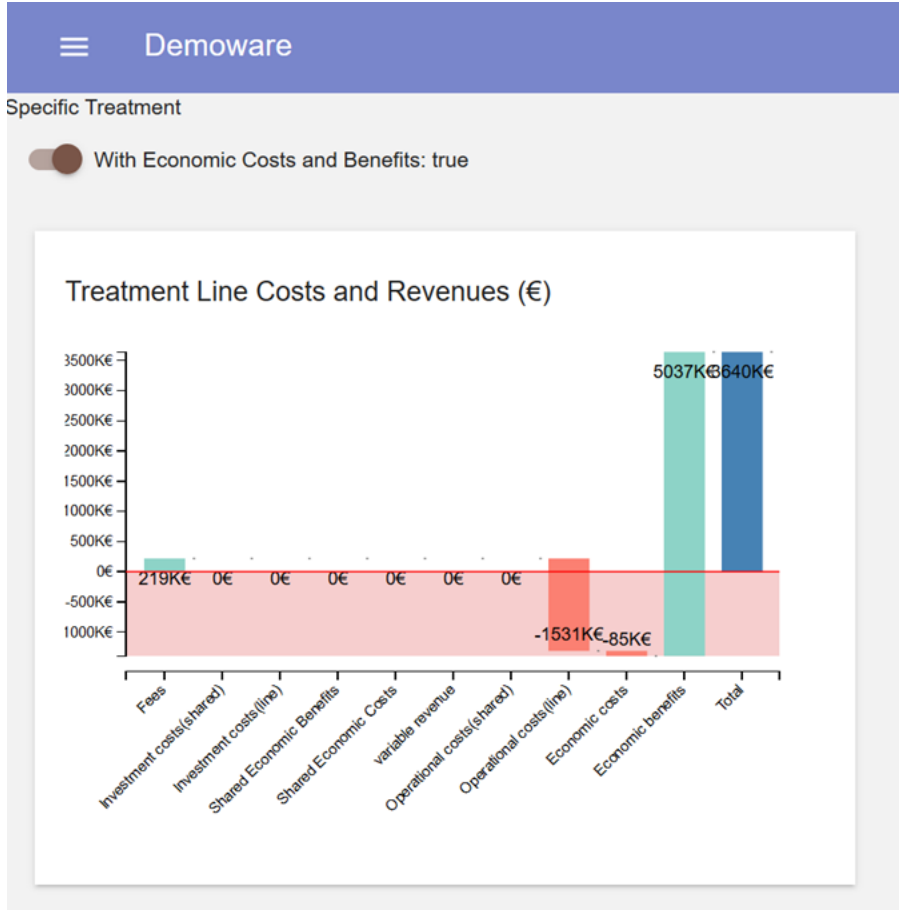 Demoware
Specific Treatment
With Economic Costs and Benefits: true
Treatment Line Costs and Revenues (€)
3500K€
3000K€
2500K€
2000K€
1500K€
1000K€
500K€
0€
-500K€
1000K€
219K€ 0€ 0€ 0€ 0€ 0€ 0€ -1531K€ -85K€ 5037K€ 3640K€
Fees
Investment costs(shared)
Investment costs(line)
Shared Economic Benefits
Shared Economic Costs
variable revenue
Operational costs(shared)
Operational costs(line)
Economic costs
Economic benefits
Total